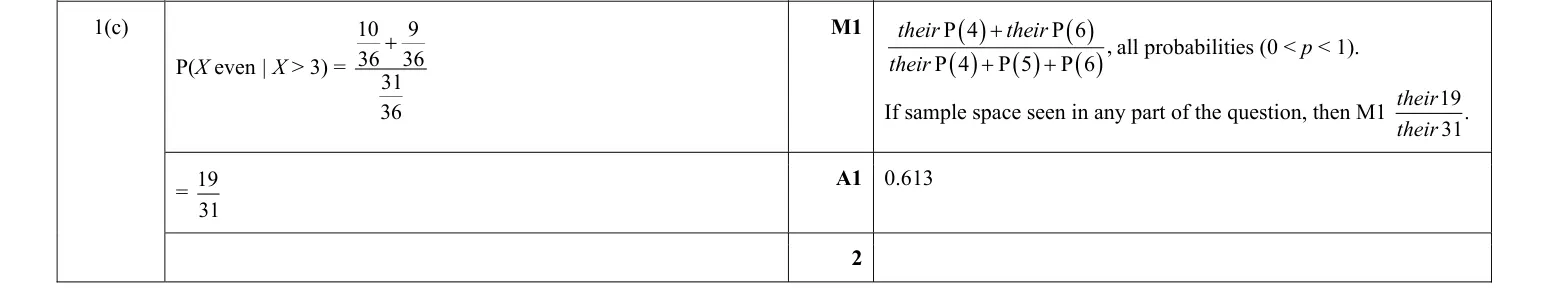 1(c)
P(X even | X > 3) = (10/36 + 9/36) / (31/36)
M1
(their P(4) + their P(6)) / (their P(4) + P(5) + P(6)), all probabilities (0 < p < 1).
If sample space seen in any part of the question, then M1 their 19 / their 31.
= 19/31
A1
0.613
2